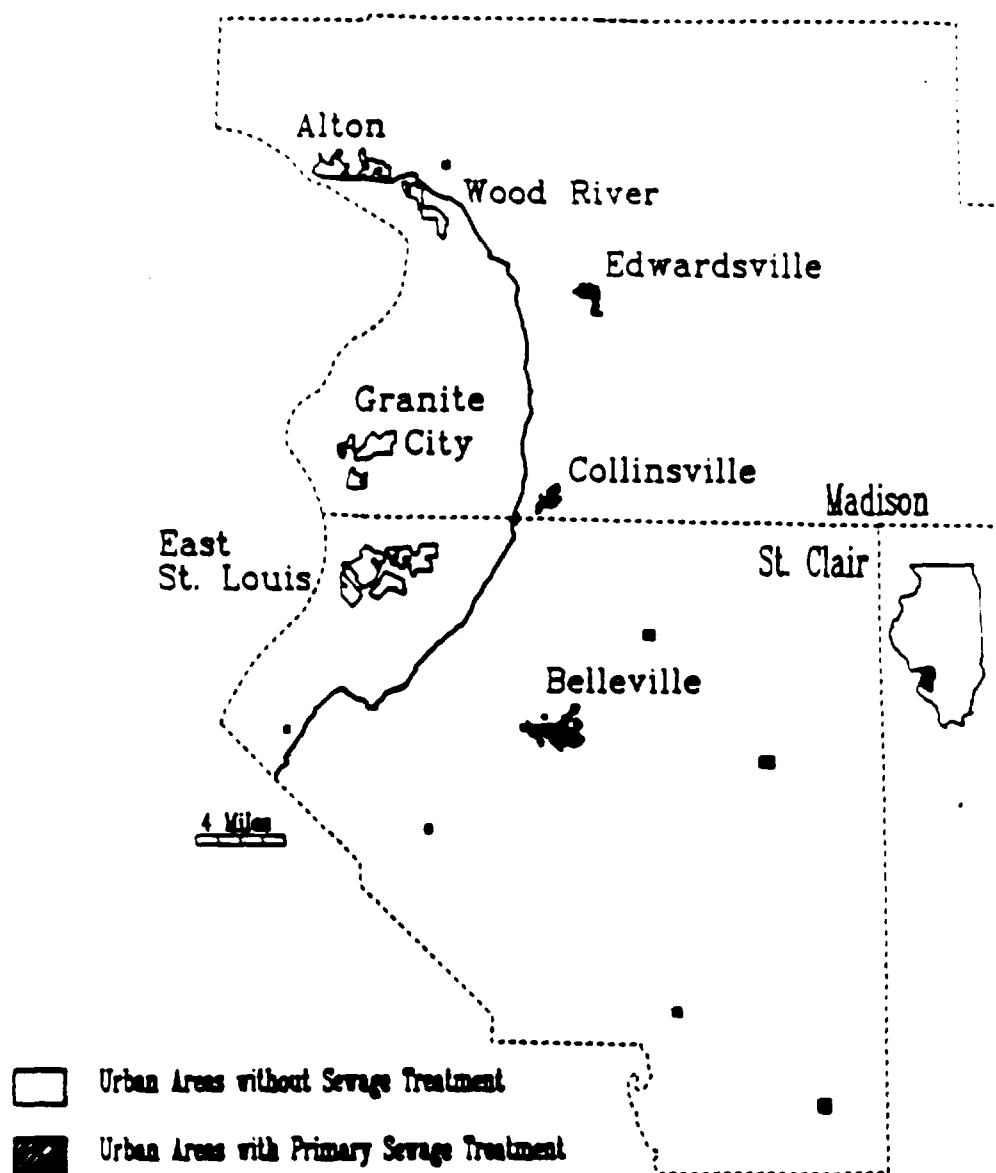 Alton
Wood River
Edwardsville
Granite
City
Collinsville
Madison
East
St. Louis
St. Clair
Belleville
4 Miles
Urban Areas without Sewage Treatment
Urban Areas with Primary Sewage Treatment